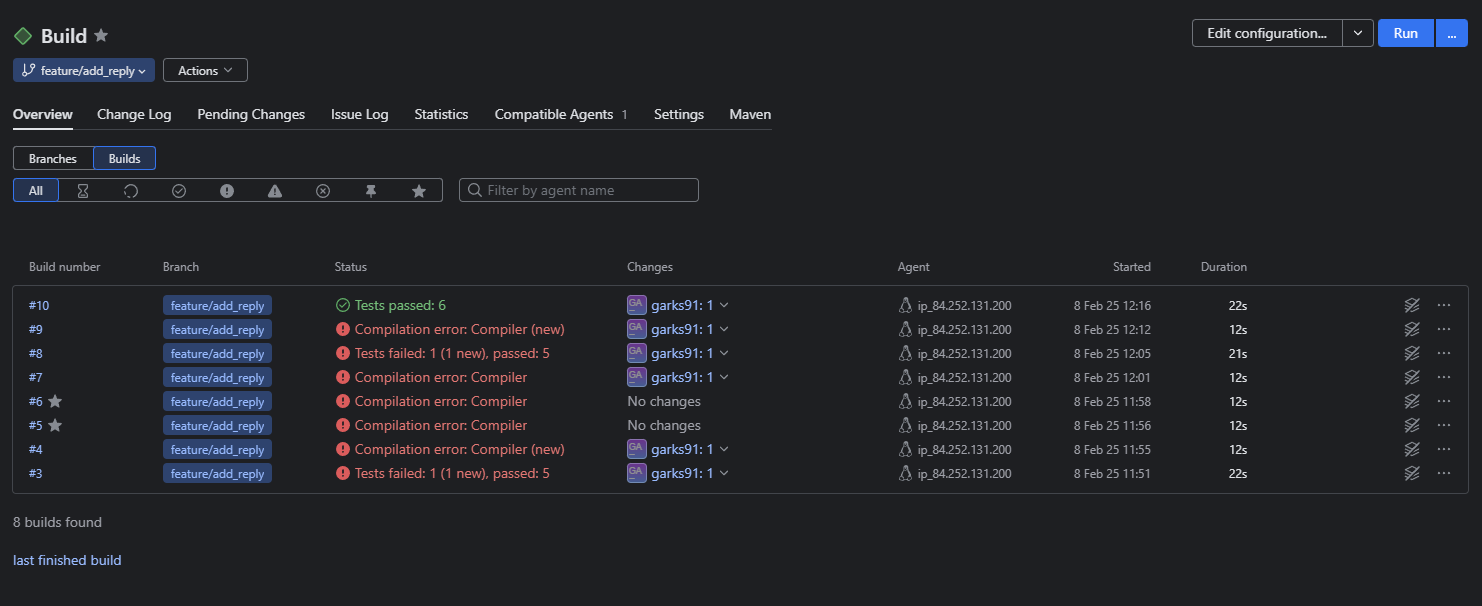 Build
Edit configuration...
Run
...
feature/add_reply
Actions
Overview Change Log Pending Changes Issue Log Statistics Compatible Agents 1 Settings Maven
Branches Builds
All
Filter by agent name
Build number Branch Status Changes Agent Started Duration
#10 feature/add_reply Tests passed: 6 GA garks91: 1 ip_84.252.131.200 8 Feb 25 12:16 22s
#9 feature/add_reply Compilation error: Compiler (new) GA garks91: 1 ip_84.252.131.200 8 Feb 25 12:12 12s
#8 feature/add_reply Tests failed: 1 (1 new), passed: 5 GA garks91: 1 ip_84.252.131.200 8 Feb 25 12:05 21s
#7 feature/add_reply Compilation error: Compiler GA garks91: 1 ip_84.252.131.200 8 Feb 25 12:01 12s
#6 feature/add_reply Compilation error: Compiler No changes ip_84.252.131.200 8 Feb 25 11:58 12s
#5 feature/add_reply Compilation error: Compiler No changes ip_84.252.131.200 8 Feb 25 11:56 12s
#4 feature/add_reply Compilation error: Compiler (new) GA garks91: 1 ip_84.252.131.200 8 Feb 25 11:55 12s
#3 feature/add_reply Tests failed: 1 (1 new), passed: 5 GA garks91: 1 ip_84.252.131.200 8 Feb 25 11:51 22s
8 builds found
last finished build